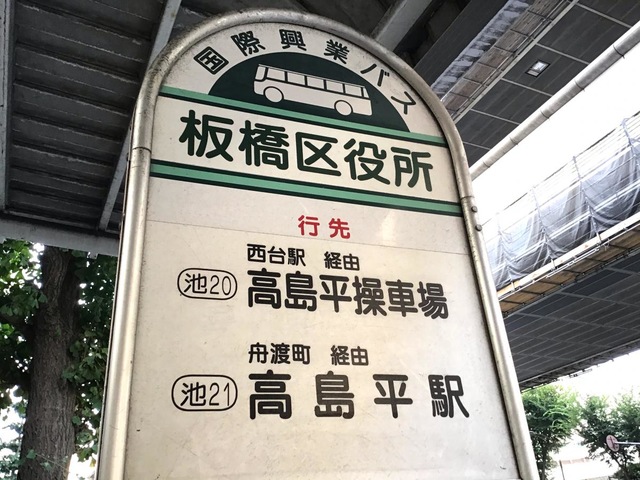 国際興業バス
板橋区役所
行先
西台駅 経由
池20 高島平操車場
舟渡町 経由
池21 高島平駅